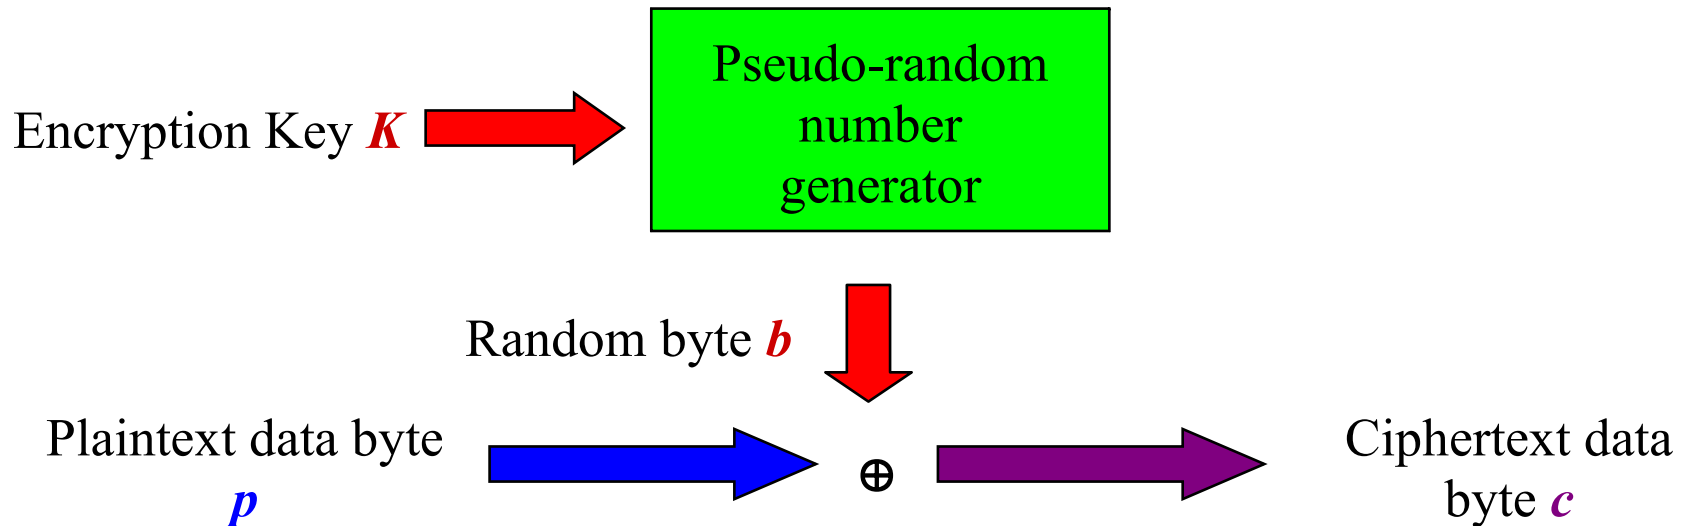 Pseudo-random
number
generator
Encryption Key K
Random byte b
Plaintext data byte
p
⊕
Ciphertext data
byte c